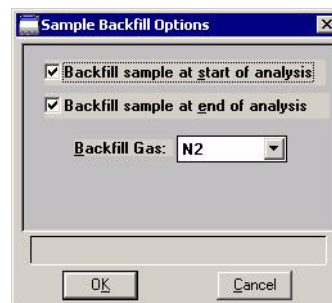 Sample Backfill Options
Backfill sample at start of analysis
Backfill sample at end of analysis
Backfill Gas: N2
OK Cancel